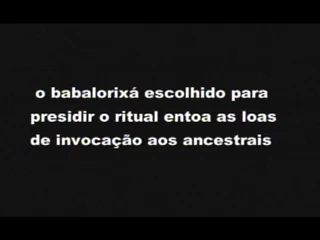 o babalorixá escolhido para
presidir o ritual entoa as loas
de invocação aos ancestrais